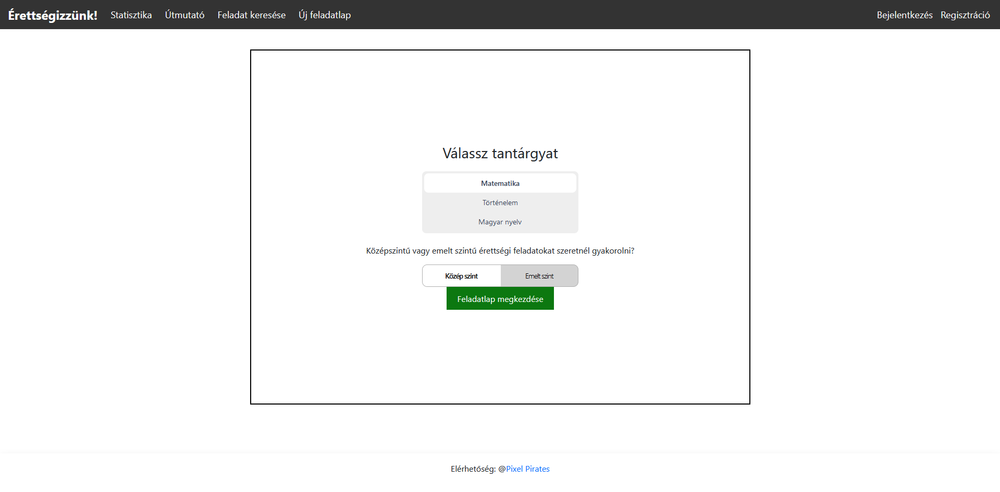 Érettségizzünk! Statisztika Útmutató Feladat keresése Új feladatlap Bejelentkezés Regisztráció
Válassz tantárgyat
Matematika
Történelem
Magyar nyelv
Középszintű vagy emelt szintű érettségi feladatokat szeretnél gyakorolni?
Közép szint Emelt szint
Feladatlap megkezdése
Elérhetőség: @Pixel Pirates